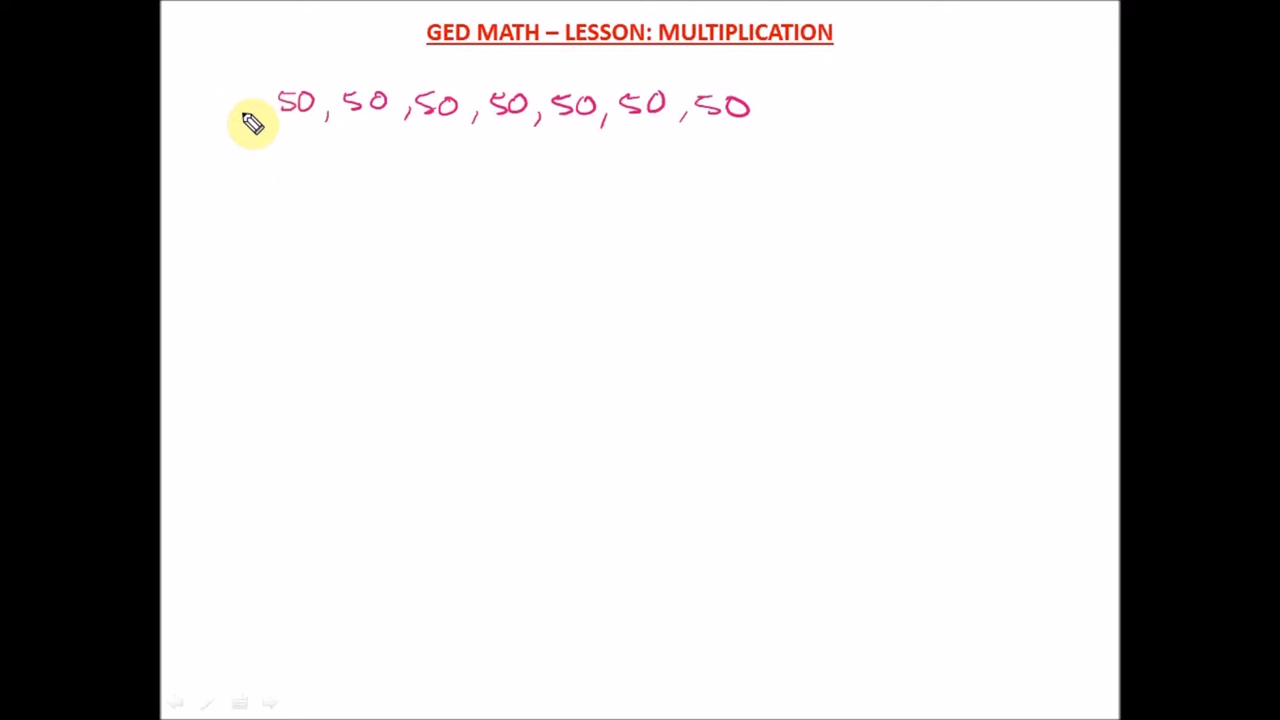 GED MATH – LESSON: MULTIPLICATION
50, 50, 50, 50, 50, 50, 50